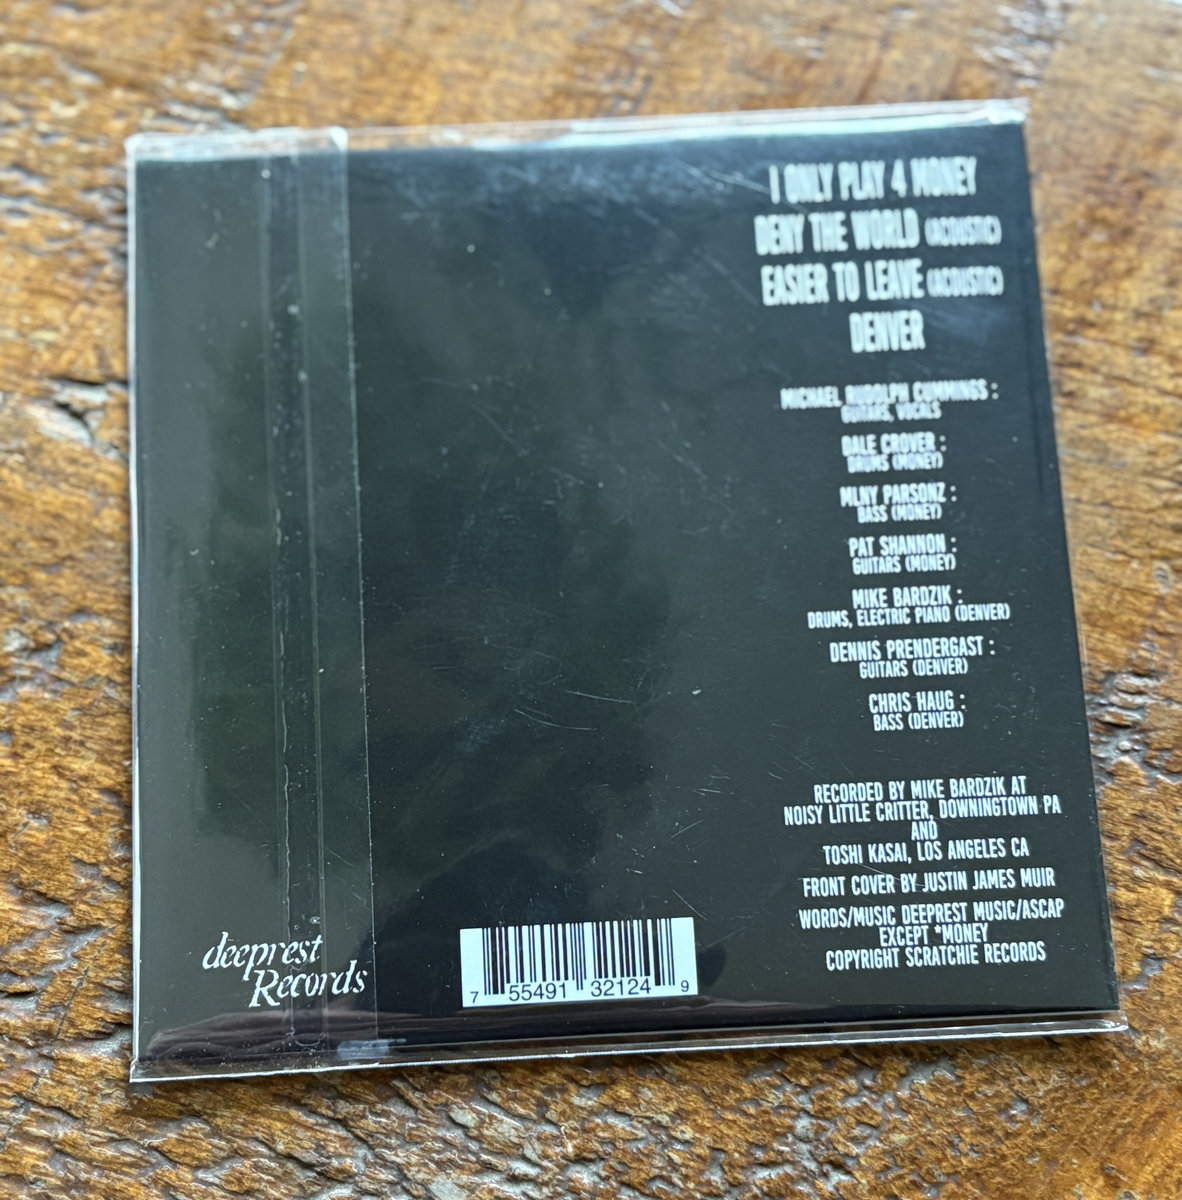 I ONLY PLAY 4 MONEY
DENY THE WORLD (ACOUSTIC)
EASIER TO LEAVE (ACOUSTIC)
DENVER
MICHAEL RUDOLPH CUMMINGS :
GUITARS, VOCALS
DALE CROVER :
DRUMS (MONEY)
MLNY PARSONZ :
BASS (MONEY)
PAT SHANNON :
GUITARS (MONEY)
MIKE BARDZIK :
DRUMS, ELECTRIC PIANO (DENVER)
DENNIS PRENDERGAST :
GUITARS (DENVER)
CHRIS HAUG :
BASS (DENVER)
RECORDED BY MIKE BARDZIK AT
NOISY LITTLE CRITTER, DOWNINGTOWN PA
AND
TOSHI KASAI, LOS ANGELES CA
FRONT COVER BY JUSTIN JAMES MUIR
WORDS/MUSIC DEEPREST MUSIC/ASCAP
EXCEPT *MONEY
COPYRIGHT SCRATCHIE RECORDS
deeprest
Records
7 55491 32124 9